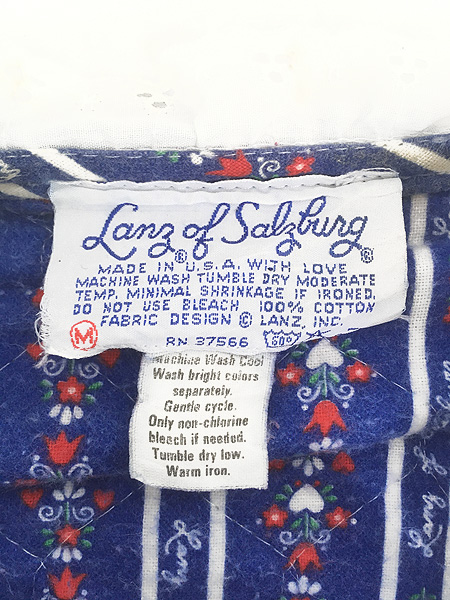 Lanz of Salzburg
® ®
MADE IN U.S.A. WITH LOVE
MACHINE WASH TUMBLE DRY MODERATE
TEMP. MINIMAL SHRINKAGE IF IRONED.
DO NOT USE BLEACH 100% COTTON
FABRIC DESIGN © LANZ, INC.
M RN 37566
Machine Wash Cool
Wash bright colors
separately.
Gentle cycle.
Only non-chlorine
bleach if needed.
Tumble dry low.
Warm iron.
Lanz
Lanz